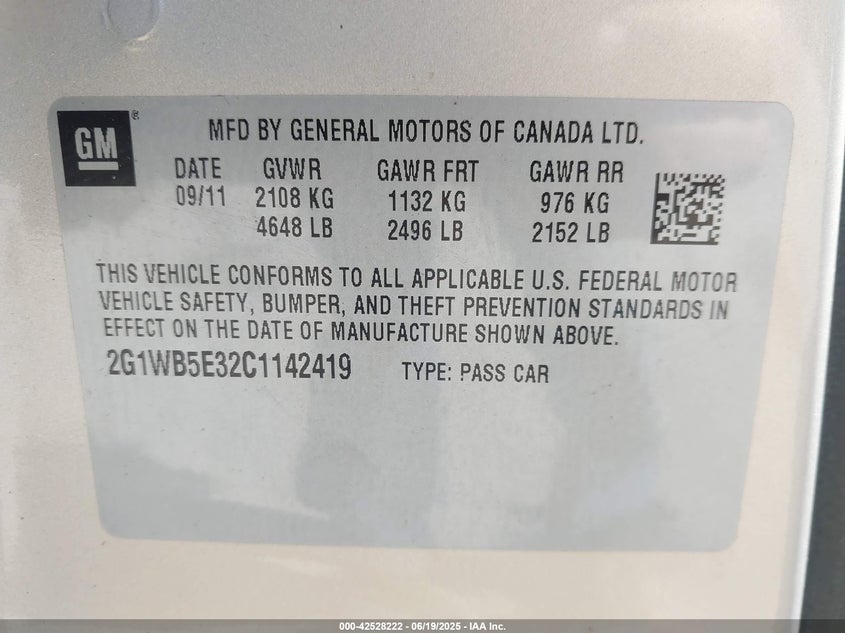 GM
MFD BY GENERAL MOTORS OF CANADA LTD.
DATE GVWR GAWR FRT GAWR RR
09/11 2108 KG 1132 KG 976 KG
4648 LB 2496 LB 2152 LB
THIS VEHICLE CONFORMS TO ALL APPLICABLE U.S. FEDERAL MOTOR
VEHICLE SAFETY, BUMPER, AND THEFT PREVENTION STANDARDS IN
EFFECT ON THE DATE OF MANUFACTURE SHOWN ABOVE.
2G1WB5E32C1142419 TYPE: PASS CAR
000-42528222 - 06/19/2025 - IAA Inc.